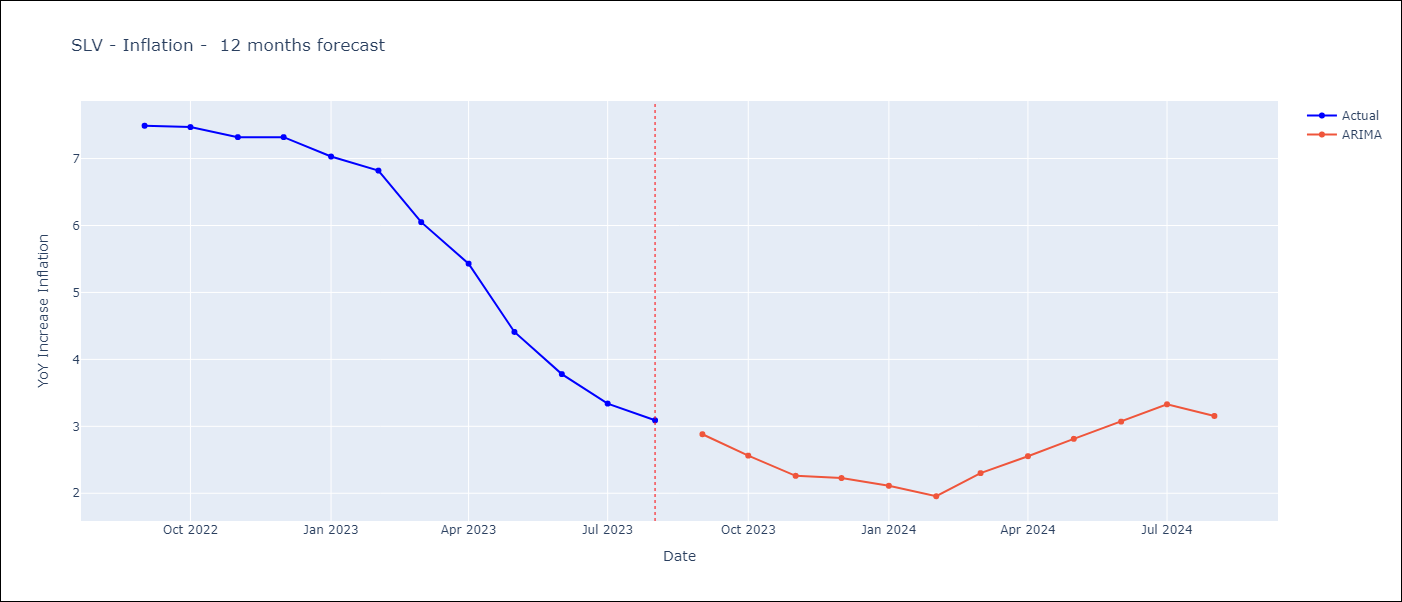 SLV - Inflation -  12 months forecast
Actual
ARIMA
YoY Increase Inflation
7
6
5
4
3
2
Oct 2022
Jan 2023
Apr 2023
Jul 2023
Oct 2023
Jan 2024
Apr 2024
Jul 2024
Date